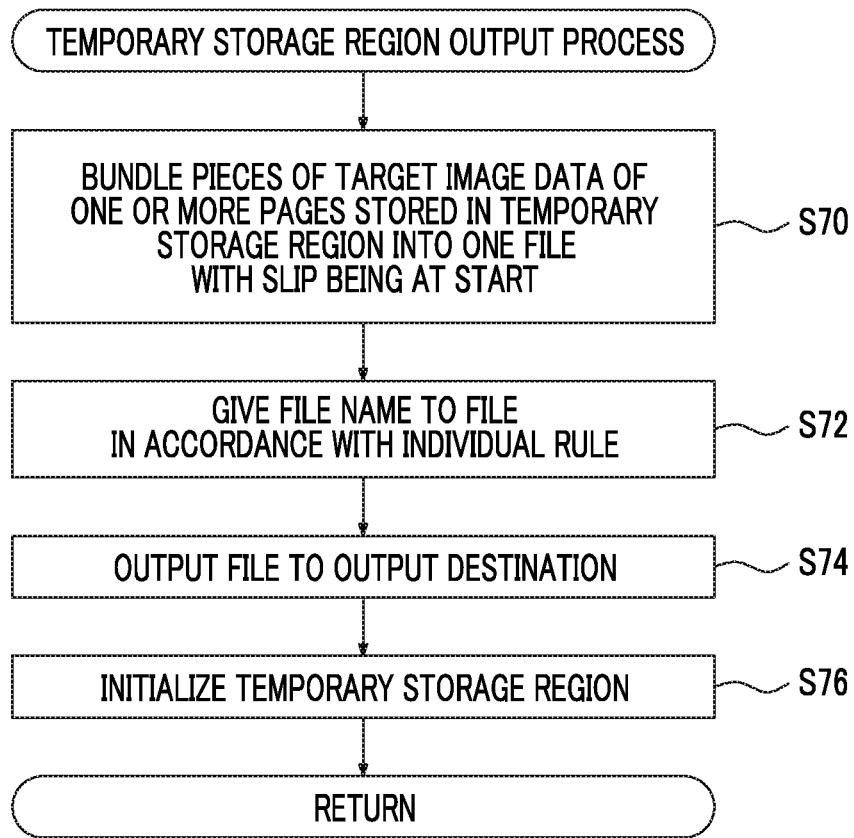 TEMPORARY STORAGE REGION OUTPUT PROCESS
BUNDLE PIECES OF TARGET IMAGE DATA OF
ONE OR MORE PAGES STORED IN TEMPORARY
STORAGE REGION INTO ONE FILE
WITH SLIP BEING AT START
S70
GIVE FILE NAME TO FILE
IN ACCORDANCE WITH INDIVIDUAL RULE
S72
OUTPUT FILE TO OUTPUT DESTINATION
S74
INITIALIZE TEMPORARY STORAGE REGION
S76
RETURN